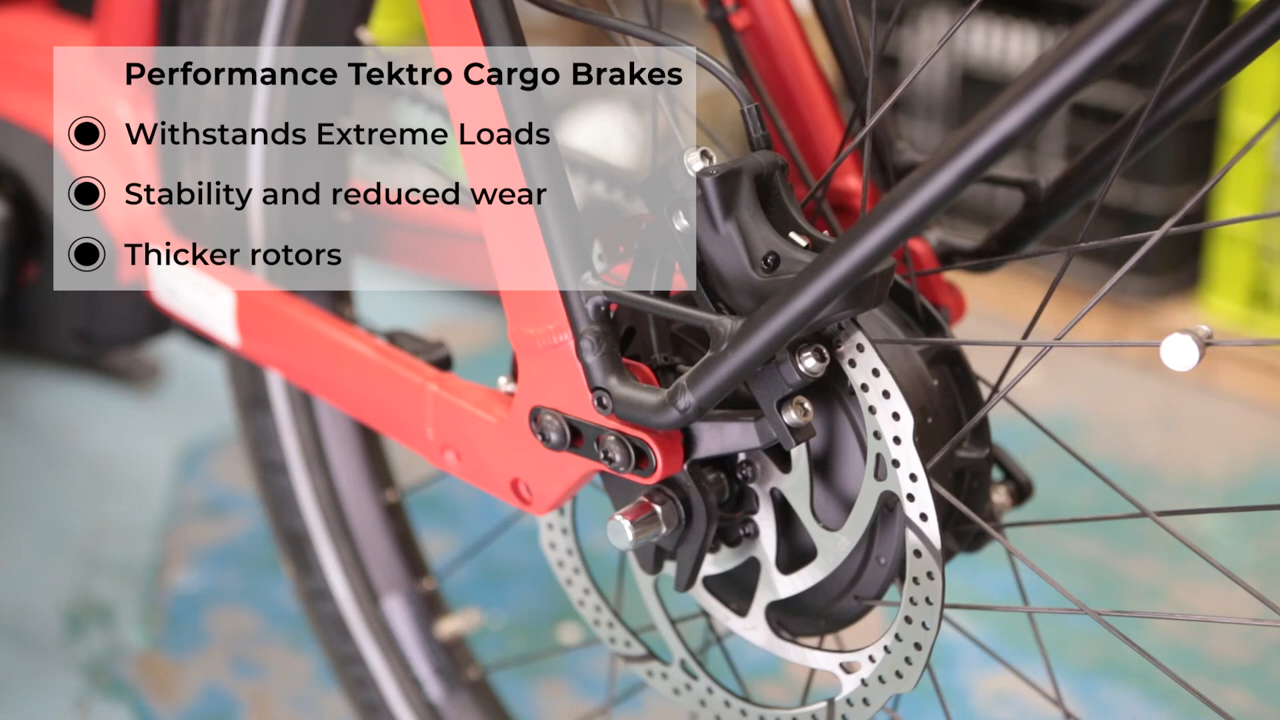 Performance Tektro Cargo Brakes
Withstands Extreme Loads
Stability and reduced wear
Thicker rotors